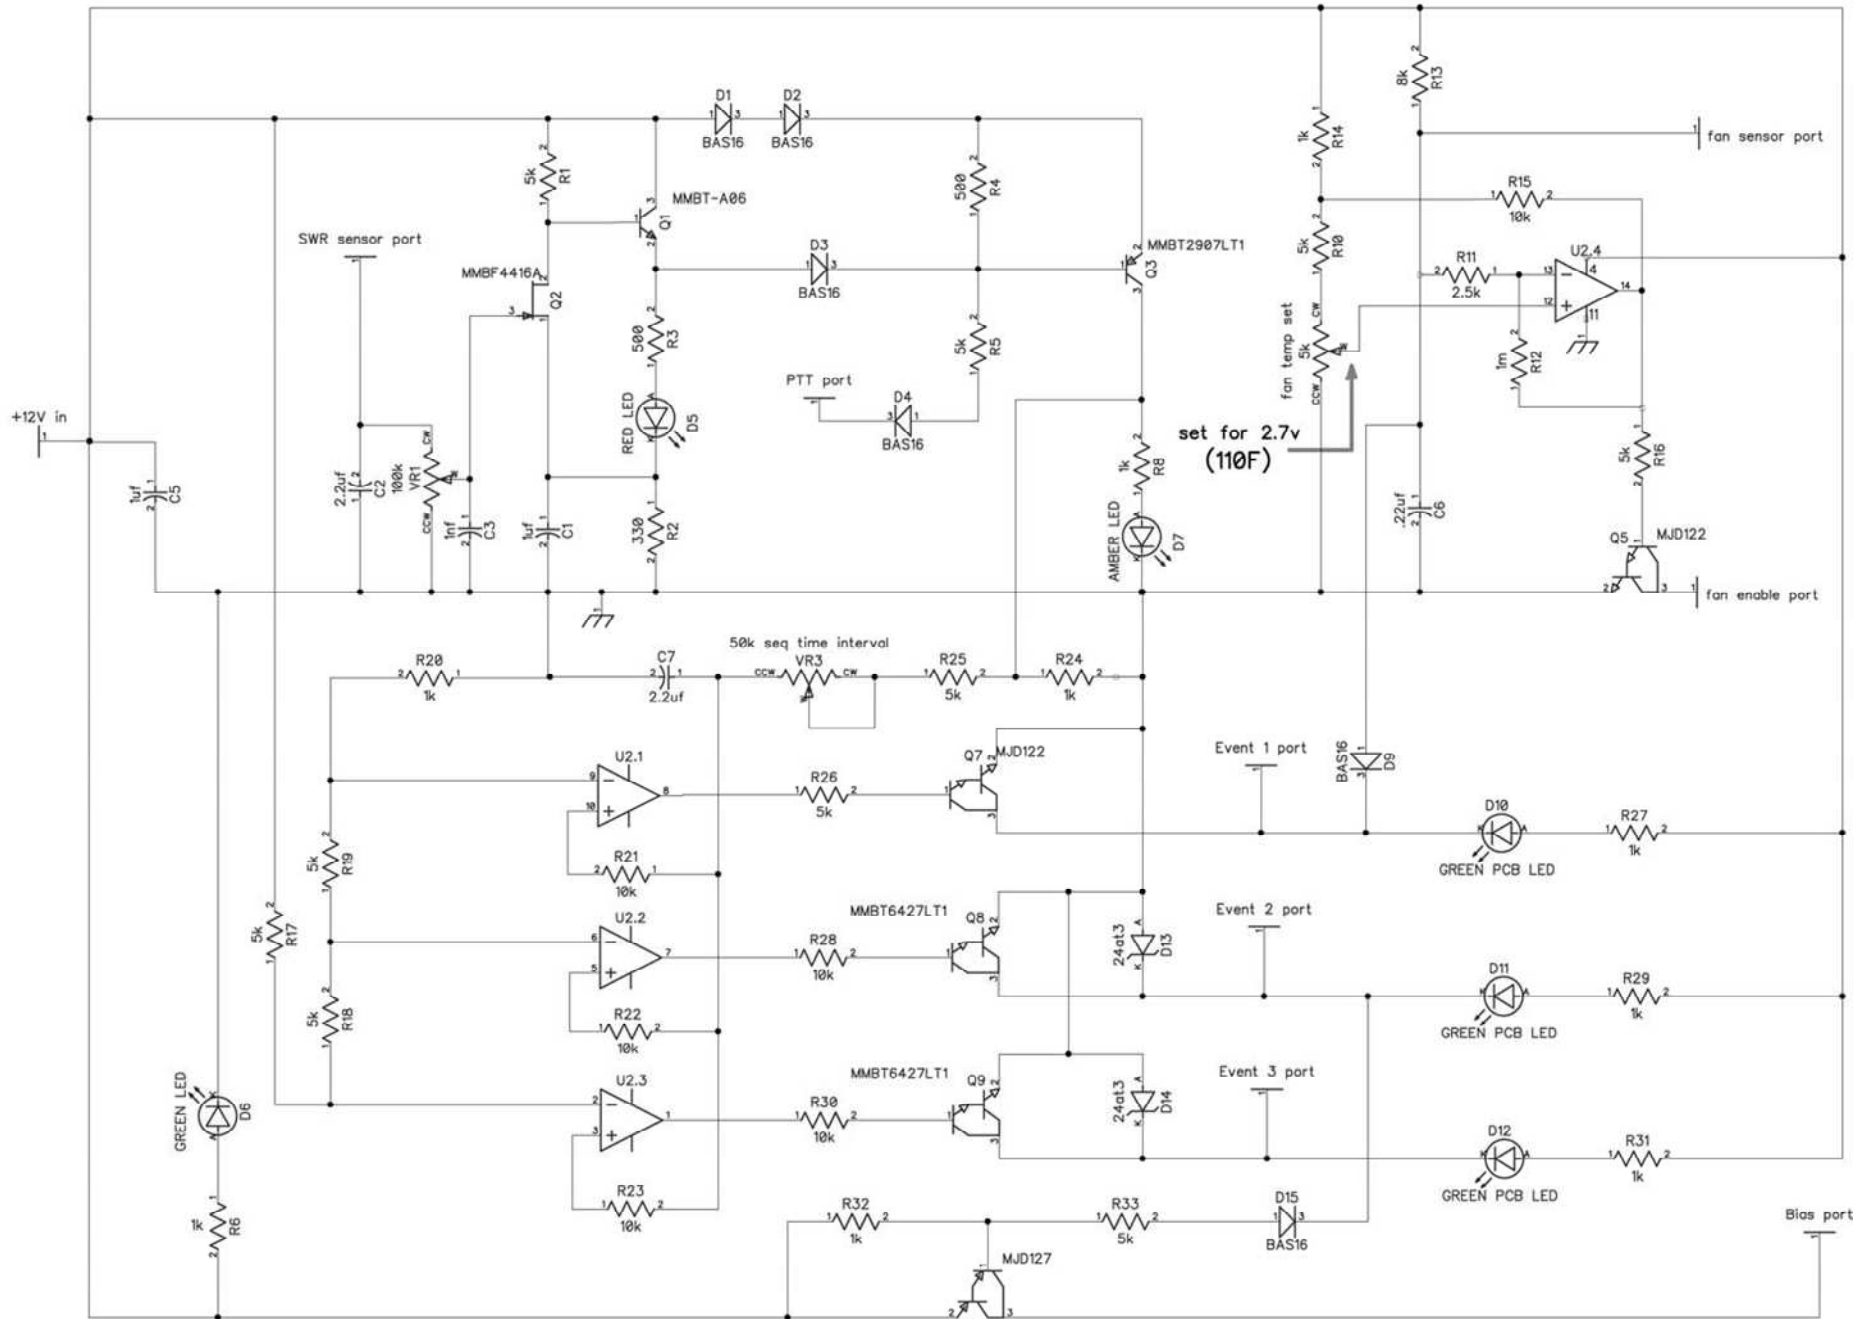 D1
BAS16
D2
BAS16
8k
R13
1k
R14
fan sensor port
5k
R1
MMBT-A06
Q1
500
R4
R15
10k
SWR sensor port
MMBF4416A
Q2
D3
BAS16
MMBT2907LT1
Q3
5k
R10
U2.4
R11
2.5k
fan temp set
5k
500
R3
5k
R5
1m
R12
PTT port
D4
BAS16
RED LED
D5
+12V in
set for 2.7v
(110F)
1k
R8
5k
R16
1uf
C5
2.2uf
C2
100k
VR1
1nf
C3
1uf
C1
330
R2
AMBER LED
D7
.22uf
C6
Q5
MJD122
fan enable port
50k seq time interval
VR3
R20
1k
C7
2.2uf
R25
5k
R24
1k
U2.1
R26
5k
Q7
MJD122
Event 1 port
BAS16
D9
D10
GREEN PCB LED
R27
1k
5k
R19
R21
10k
5k
R17
U2.2
MMBT6427LT1
Q8
R28
10k
24at3
D13
Event 2 port
D11
GREEN PCB LED
R29
1k
5k
R18
R22
10k
U2.3
MMBT6427LT1
Q9
R30
10k
24at3
D14
Event 3 port
D12
GREEN PCB LED
R31
1k
GREEN LED
D6
R23
10k
1k
R6
R32
1k
R33
5k
D15
BAS16
MJD127
Bias port